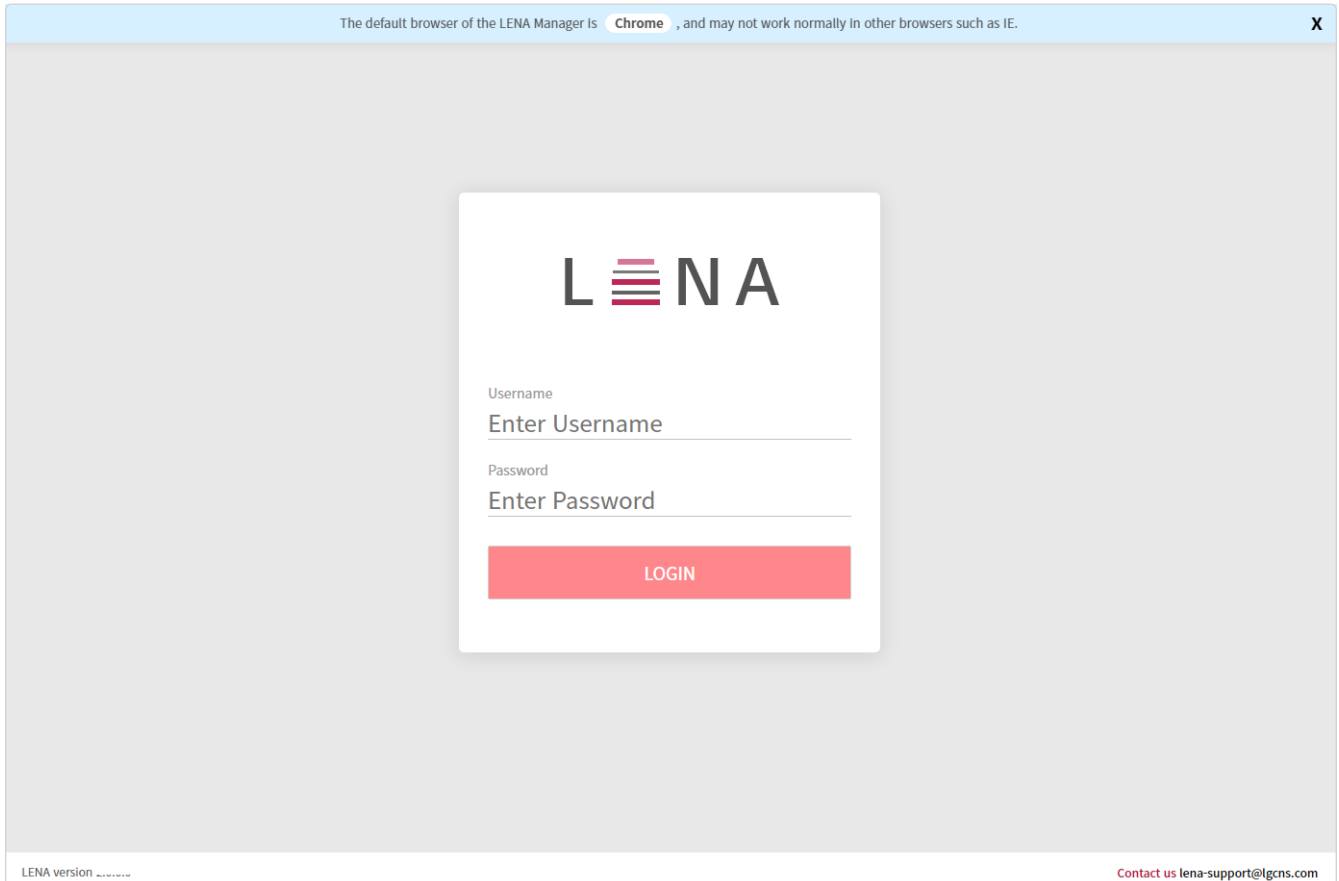 The default browser of the LENA Manager is Chrome , and may not work normally in other browsers such as IE. X
LENA
Username
Enter Username
Password
Enter Password
LOGIN
LENA version
Contact us lena-support@lgcns.com